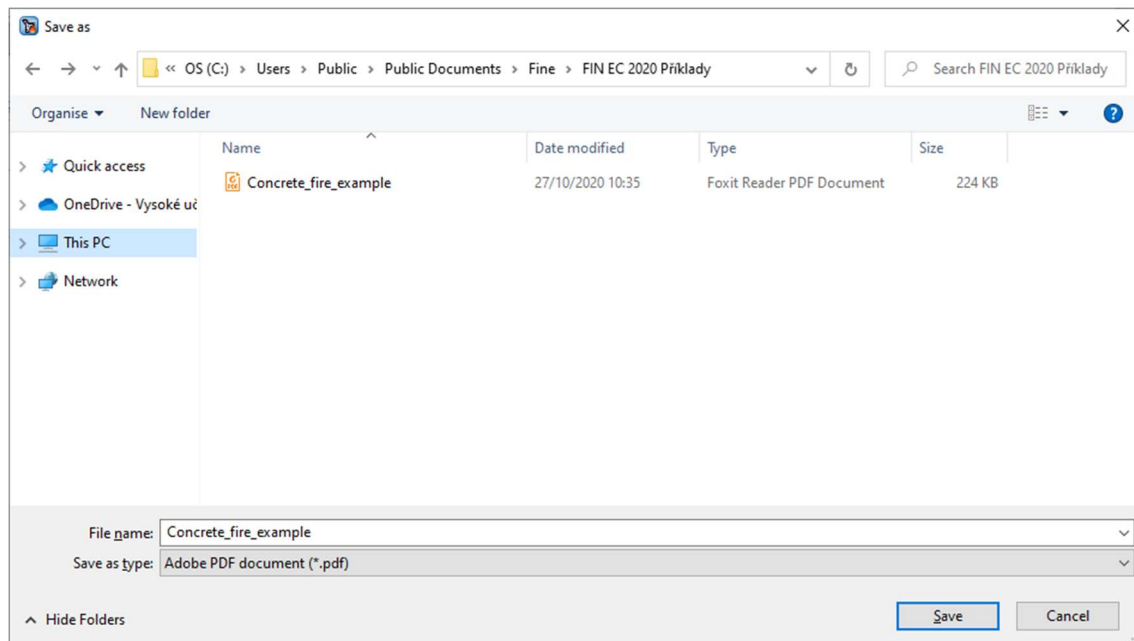 Save as
« OS (C:) › Users › Public › Public Documents › Fine › FIN EC 2020 Příklady
Search FIN EC 2020 Příklady
Organise New folder
Name Date modified Type Size
Quick access
OneDrive - Vysoké uč
This PC
Network
Concrete_fire_example 27/10/2020 10:35 Foxit Reader PDF Document 224 KB
File name: Concrete_fire_example
Save as type: Adobe PDF document (*.pdf)
Hide Folders
Save Cancel